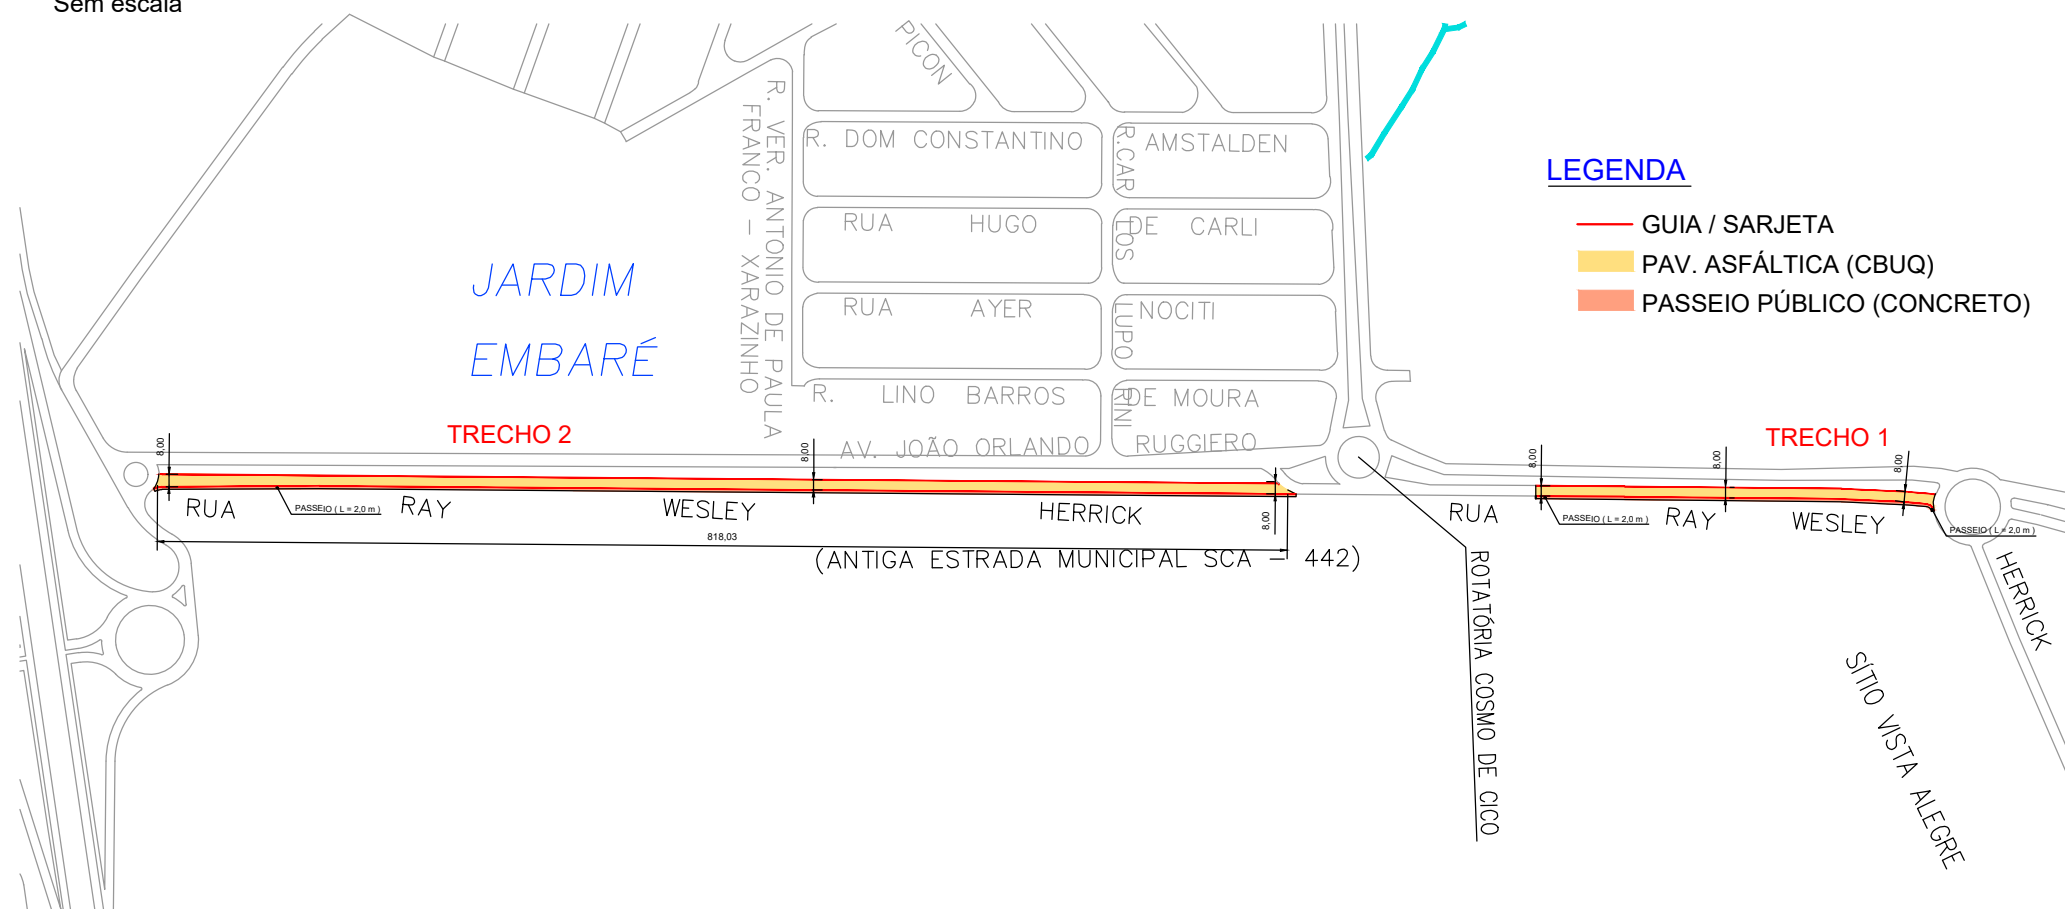 Sem escala
PICON
R. VER. ANTONIO DE PAULA
FRANCO - XARAZINHO
R. DOM CONSTANTINO
AMSTALDEN
R.CAR
LOS
LUPO
RINI
RUA HUGO
DE CARLI
RUA AYER
NOCITI
R. LINO BARROS
DE MOURA
AV. JOÃO ORLANDO
RUGGIERO
JARDIM
EMBARÉ
LEGENDA
GUIA / SARJETA
PAV. ASFÁLTICA (CBUQ)
PASSEIO PÚBLICO (CONCRETO)
TRECHO 2
TRECHO 1
8,00
8,00
8,00
8,00
8,00
8,00
RUA
PASSEIO ( L = 2,0 m )
RAY
WESLEY
HERRICK
818,03
(ANTIGA ESTRADA MUNICIPAL SCA - 442)
RUA
PASSEIO ( L = 2,0 m )
RAY
WESLEY
PASSEIO ( L = 2,0 m )
HERRICK
ROTATÓRIA COSMO DE CICO
SÍTIO VISTA ALEGRE